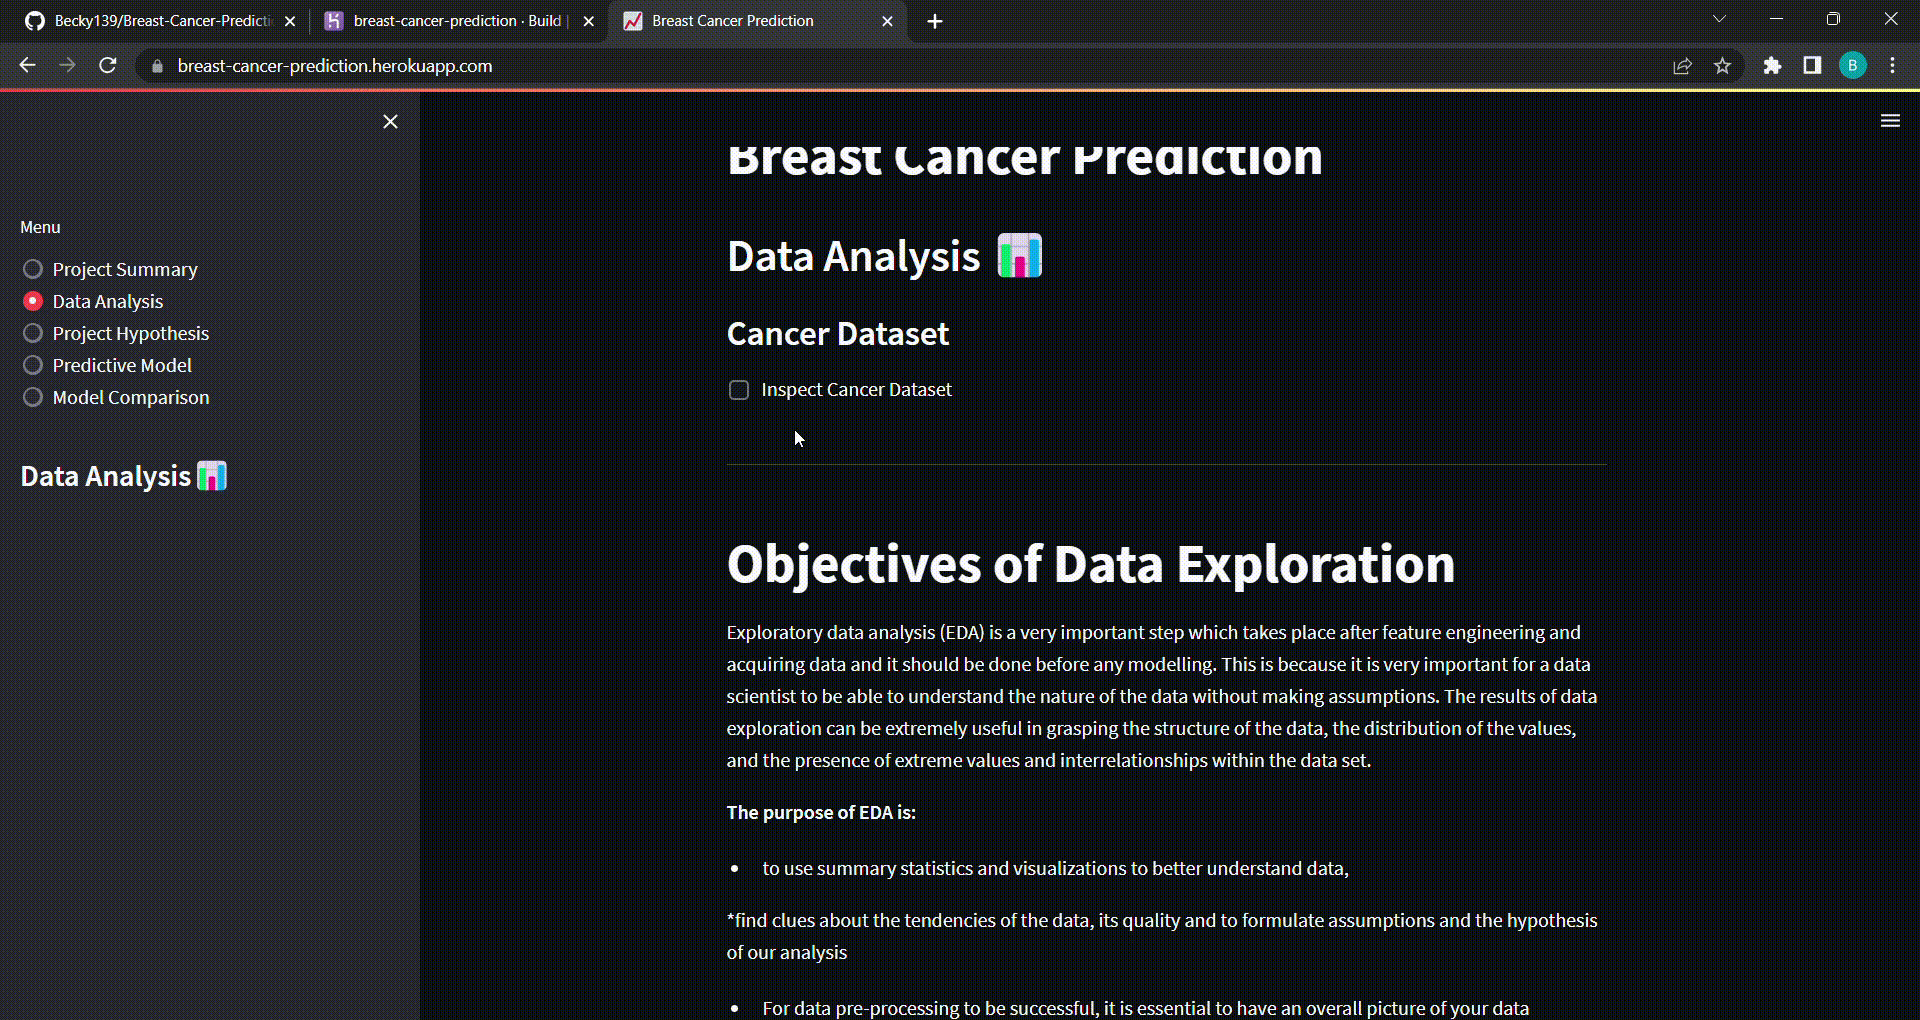 Becky139/Breast-Cancer-Predicti
breast-cancer-prediction · Build
Breast Cancer Prediction
breast-cancer-prediction.herokuapp.com
B
Menu
Project Summary
Data Analysis
Project Hypothesis
Predictive Model
Model Comparison
Data Analysis
Breast Cancer Prediction
Data Analysis
Cancer Dataset
Inspect Cancer Dataset
Objectives of Data Exploration
Exploratory data analysis (EDA) is a very important step which takes place after feature engineering and
acquiring data and it should be done before any modelling. This is because it is very important for a data
scientist to be able to understand the nature of the data without making assumptions. The results of data
exploration can be extremely useful in grasping the structure of the data, the distribution of the values,
and the presence of extreme values and interrelationships within the data set.
The purpose of EDA is:
• to use summary statistics and visualizations to better understand data,
*find clues about the tendencies of the data, its quality and to formulate assumptions and the hypothesis
of our analysis
• For data pre-processing to be successful, it is essential to have an overall picture of your data